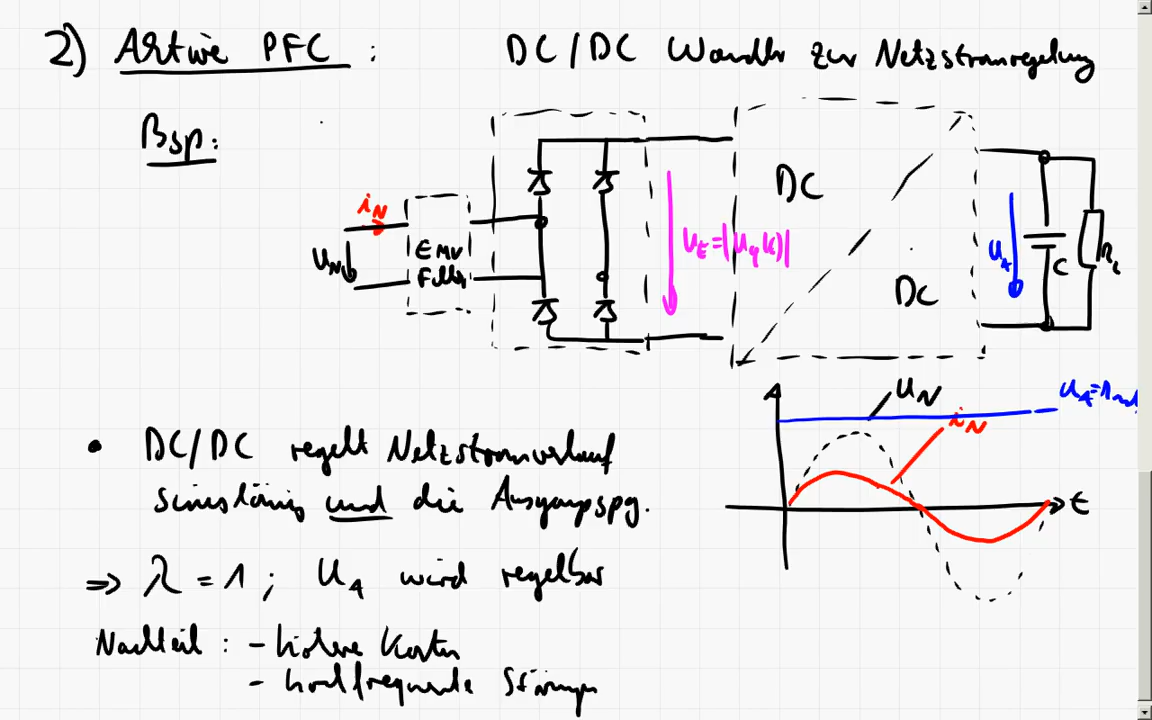 2) Aktive PFC : DC/DC Wandler zur Netzstromregelung
Bsp:
iN
UN
EMV
Filter
UE=|UN(t)|
DC
DC
UA
C
RL
UN
iN
UA=
t
• DC/DC regelt Netzstromverlauf
sinusförmig und die Ausgangsspg.
⇒ λ = 1 ; UA wird regelbar
Nachteil : - höhere Kosten
- hochfrequente Störungen